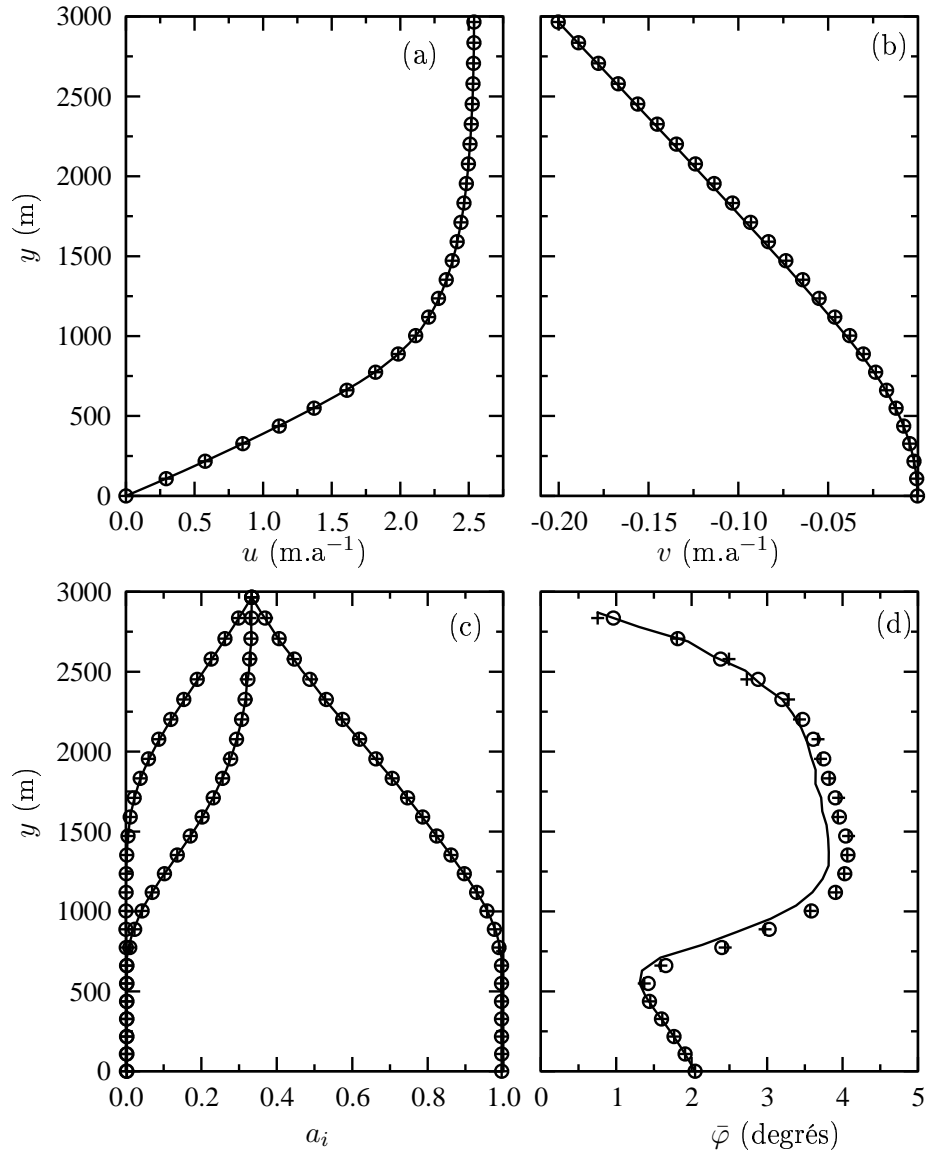 (a)
y (m)
3000
2500
2000
1500
1000
500
0
0.0 0.5 1.0 1.5 2.0 2.5
u (m.a⁻¹)
(b)
-0.20 -0.15 -0.10 -0.05
v (m.a⁻¹)
(c)
y (m)
3000
2500
2000
1500
1000
500
0
0.0 0.2 0.4 0.6 0.8 1.0
aᵢ
(d)
0 1 2 3 4 5
φ̄ (degrés)